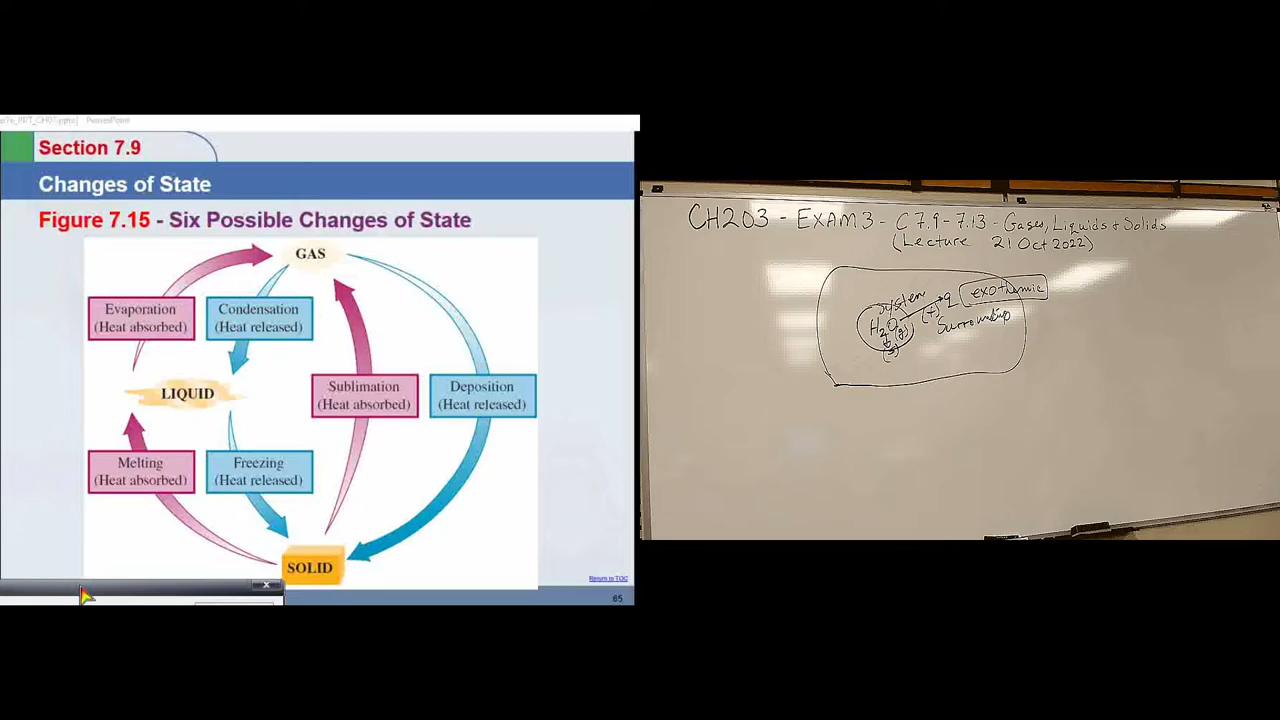 Section 7.9
Changes of State
Figure 7.15 - Six Possible Changes of State
GAS
Evaporation
(Heat absorbed)
Condensation
(Heat released)
LIQUID
Sublimation
(Heat absorbed)
Deposition
(Heat released)
Melting
(Heat absorbed)
Freezing
(Heat released)
SOLID
Return to TOC
65
CH203 - EXAM 3 - C 7.9 - 7.13 - Gases, Liquids & Solids
(Lecture 21 Oct 2022)
system
q
exothermic
H2O(g)
(+)
Surroundings
(s)